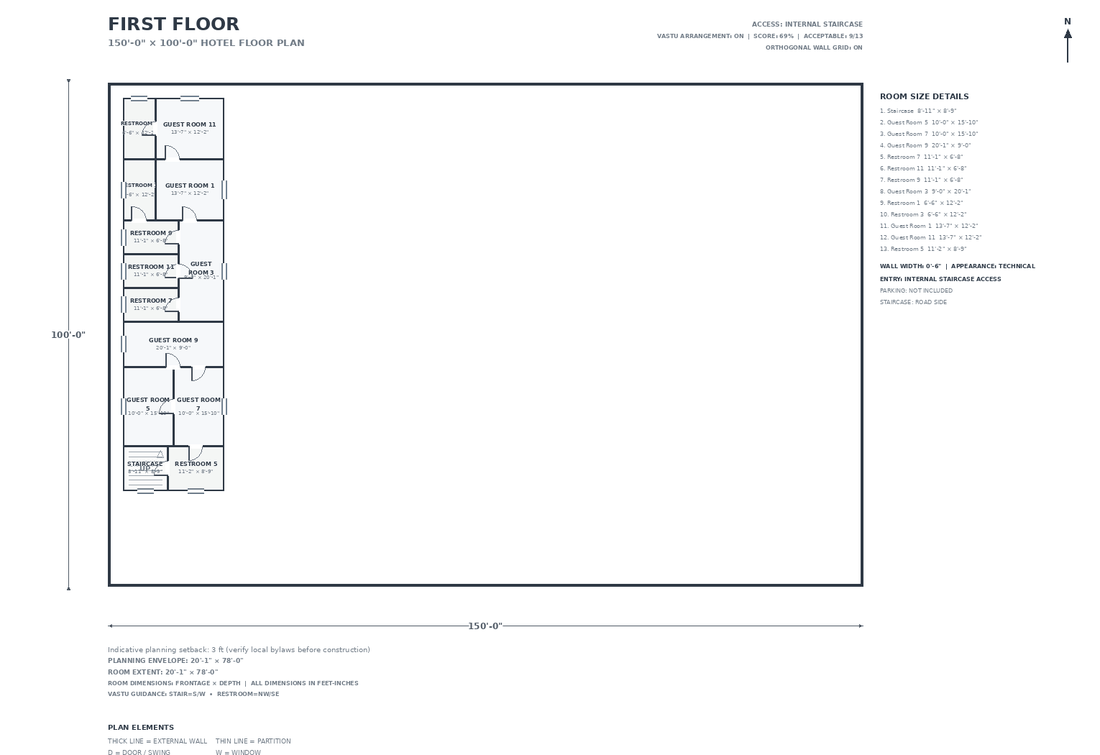 FIRST FLOOR
150'-0" × 100'-0" HOTEL FLOOR PLAN
ACCESS: INTERNAL STAIRCASE
VASTU ARRANGEMENT: ON | SCORE: 69% | ACCEPTABLE: 9/13
ORTHOGONAL WALL GRID: ON
N
RESTROOM
GUEST ROOM 11
13'-7" × 12'-2"
GUEST ROOM 1
13'-7" × 12'-2"
RESTROOM 9
11'-1" × 6'-8"
RESTROOM 11
11'-1" × 6'-8"
GUEST
ROOM 3
RESTROOM 7
11'-1" × 6'-8"
GUEST ROOM 9
20'-1" × 9'-0"
GUEST ROOM
5
10'-0" × 15'-10"
GUEST ROOM
7
10'-0" × 15'-10"
STAIRCASE
RESTROOM 5
11'-2" × 8'-9"
100'-0"
150'-0"
ROOM SIZE DETAILS
1. Staircase 8'-11" × 8'-9"
2. Guest Room 5 10'-0" × 15'-10"
3. Guest Room 7 10'-0" × 15'-10"
4. Guest Room 9 20'-1" × 9'-0"
5. Restroom 7 11'-1" × 6'-8"
6. Restroom 11 11'-1" × 6'-8"
7. Restroom 9 11'-1" × 6'-8"
8. Guest Room 3 9'-0" × 20'-1"
9. Restroom 1 6'-6" × 12'-2"
10. Restroom 3 6'-6" × 12'-2"
11. Guest Room 1 13'-7" × 12'-2"
12. Guest Room 11 13'-7" × 12'-2"
13. Restroom 5 11'-2" × 8'-9"
WALL WIDTH: 0'-6" | APPEARANCE: TECHNICAL
ENTRY: INTERNAL STAIRCASE ACCESS
PARKING: NOT INCLUDED
STAIRCASE: ROAD SIDE
Indicative planning setback: 3 ft (verify local bylaws before construction)
PLANNING ENVELOPE: 20'-1" × 78'-0"
ROOM EXTENT: 20'-1" × 78'-0"
ROOM DIMENSIONS: FRONTAGE × DEPTH | ALL DIMENSIONS IN FEET-INCHES
VASTU GUIDANCE: STAIR=S/W • RESTROOM=NW/SE
PLAN ELEMENTS
THICK LINE = EXTERNAL WALL THIN LINE = PARTITION
D = DOOR / SWING W = WINDOW